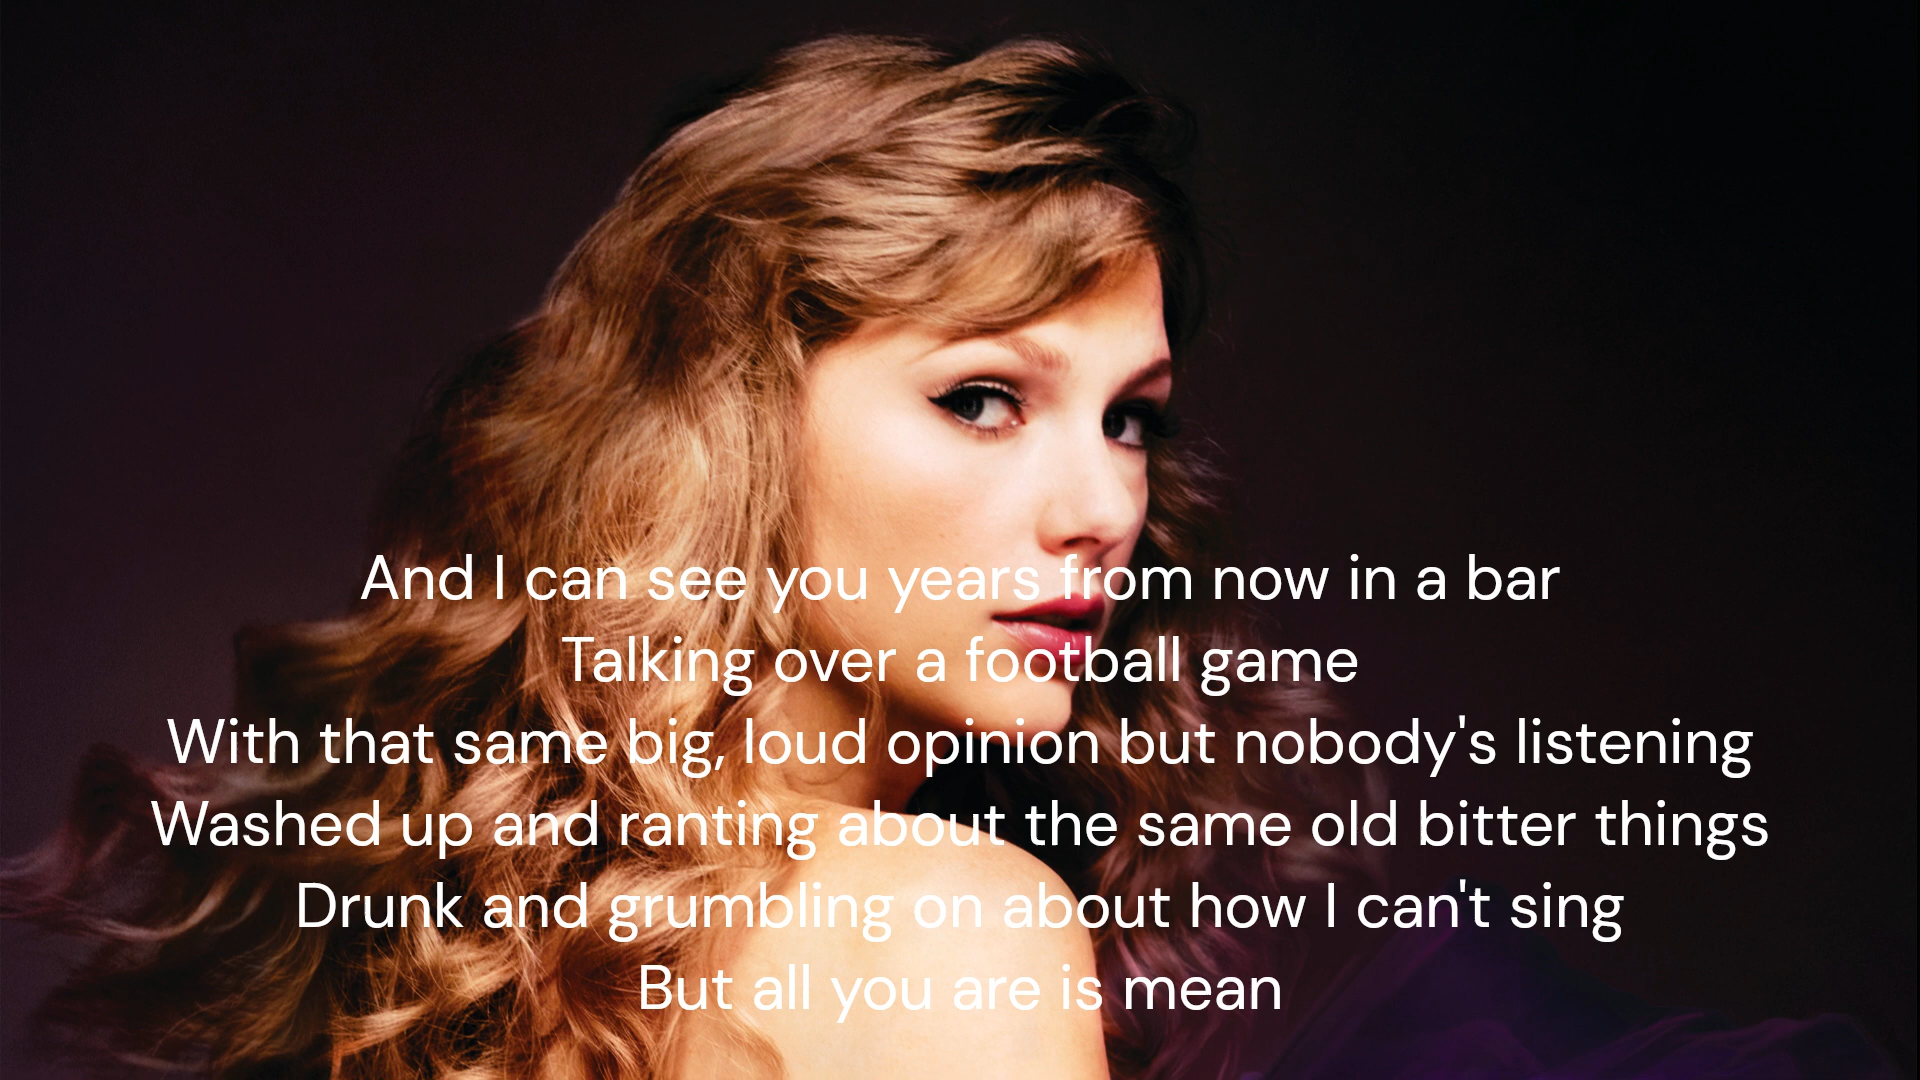 And I can see you years from now in a bar
Talking over a football game
With that same big, loud opinion but nobody's listening
Washed up and ranting about the same old bitter things
Drunk and grumbling on about how I can't sing
But all you are is mean